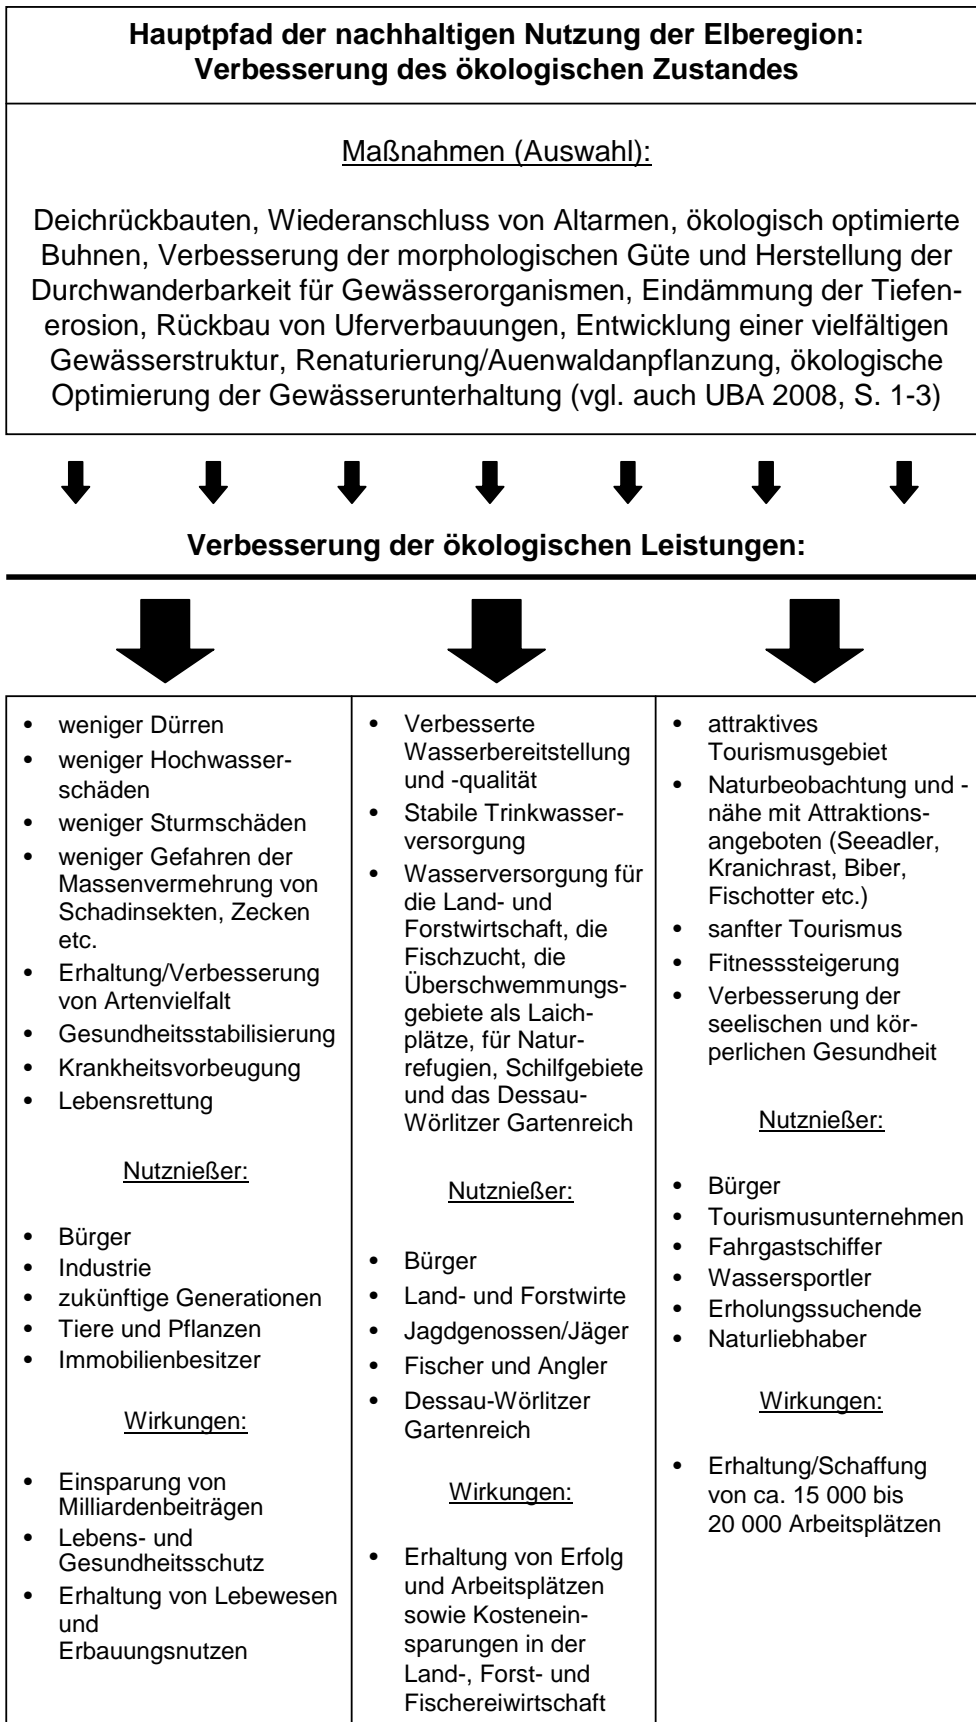 Hauptpfad der nachhaltigen Nutzung der Elberegion:
Verbesserung des ökologischen Zustandes
Maßnahmen (Auswahl):
Deichrückbauten, Wiederanschluss von Altarmen, ökologisch optimierte
Buhnen, Verbesserung der morphologischen Güte und Herstellung der
Durchwanderbarkeit für Gewässerorganismen, Eindämmung der Tiefen-
erosion, Rückbau von Uferverbauungen, Entwicklung einer vielfältigen
Gewässerstruktur, Renaturierung/Auenwaldanpflanzung, ökologische
Optimierung der Gewässerunterhaltung (vgl. auch UBA 2008, S. 1-3)
Verbesserung der ökologischen Leistungen:
• weniger Dürren
• weniger Hochwasser-
schäden
• weniger Sturmschäden
• weniger Gefahren der
Massenvermehrung von
Schadinsekten, Zecken
etc.
• Erhaltung/Verbesserung
von Artenvielfalt
• Gesundheitsstabilisierung
• Krankheitsvorbeugung
• Lebensrettung
Nutznießer:
• Bürger
• Industrie
• zukünftige Generationen
• Tiere und Pflanzen
• Immobilienbesitzer
Wirkungen:
• Einsparung von
Milliardenbeiträgen
• Lebens- und
Gesundheitsschutz
• Erhaltung von Lebewesen
und
Erbauungsnutzen
• Verbesserte
Wasserbereitstellung
und -qualität
• Stabile Trinkwasser-
versorgung
• Wasserversorgung für
die Land- und
Forstwirtschaft, die
Fischzucht, die
Überschwemmungs-
gebiete als Laich-
plätze, für Natur-
refugien, Schilfgebiete
und das Dessau-
Wörlitzer Gartenreich
Nutznießer:
• Bürger
• Land- und Forstwirte
• Jagdgenossen/Jäger
• Fischer und Angler
• Dessau-Wörlitzer
Gartenreich
Wirkungen:
• Erhaltung von Erfolg
und Arbeitsplätzen
sowie Kostenein-
sparungen in der
Land-, Forst- und
Fischereiwirtschaft
• attraktives
Tourismusgebiet
• Naturbeobachtung und -
nähe mit Attraktions-
angeboten (Seeadler,
Kranichrast, Biber,
Fischotter etc.)
• sanfter Tourismus
• Fitnesssteigerung
• Verbesserung der
seelischen und kör-
perlichen Gesundheit
Nutznießer:
• Bürger
• Tourismusunternehmen
• Fahrgastschiffer
• Wassersportler
• Erholungssuchende
• Naturliebhaber
Wirkungen:
• Erhaltung/Schaffung
von ca. 15 000 bis
20 000 Arbeitsplätzen